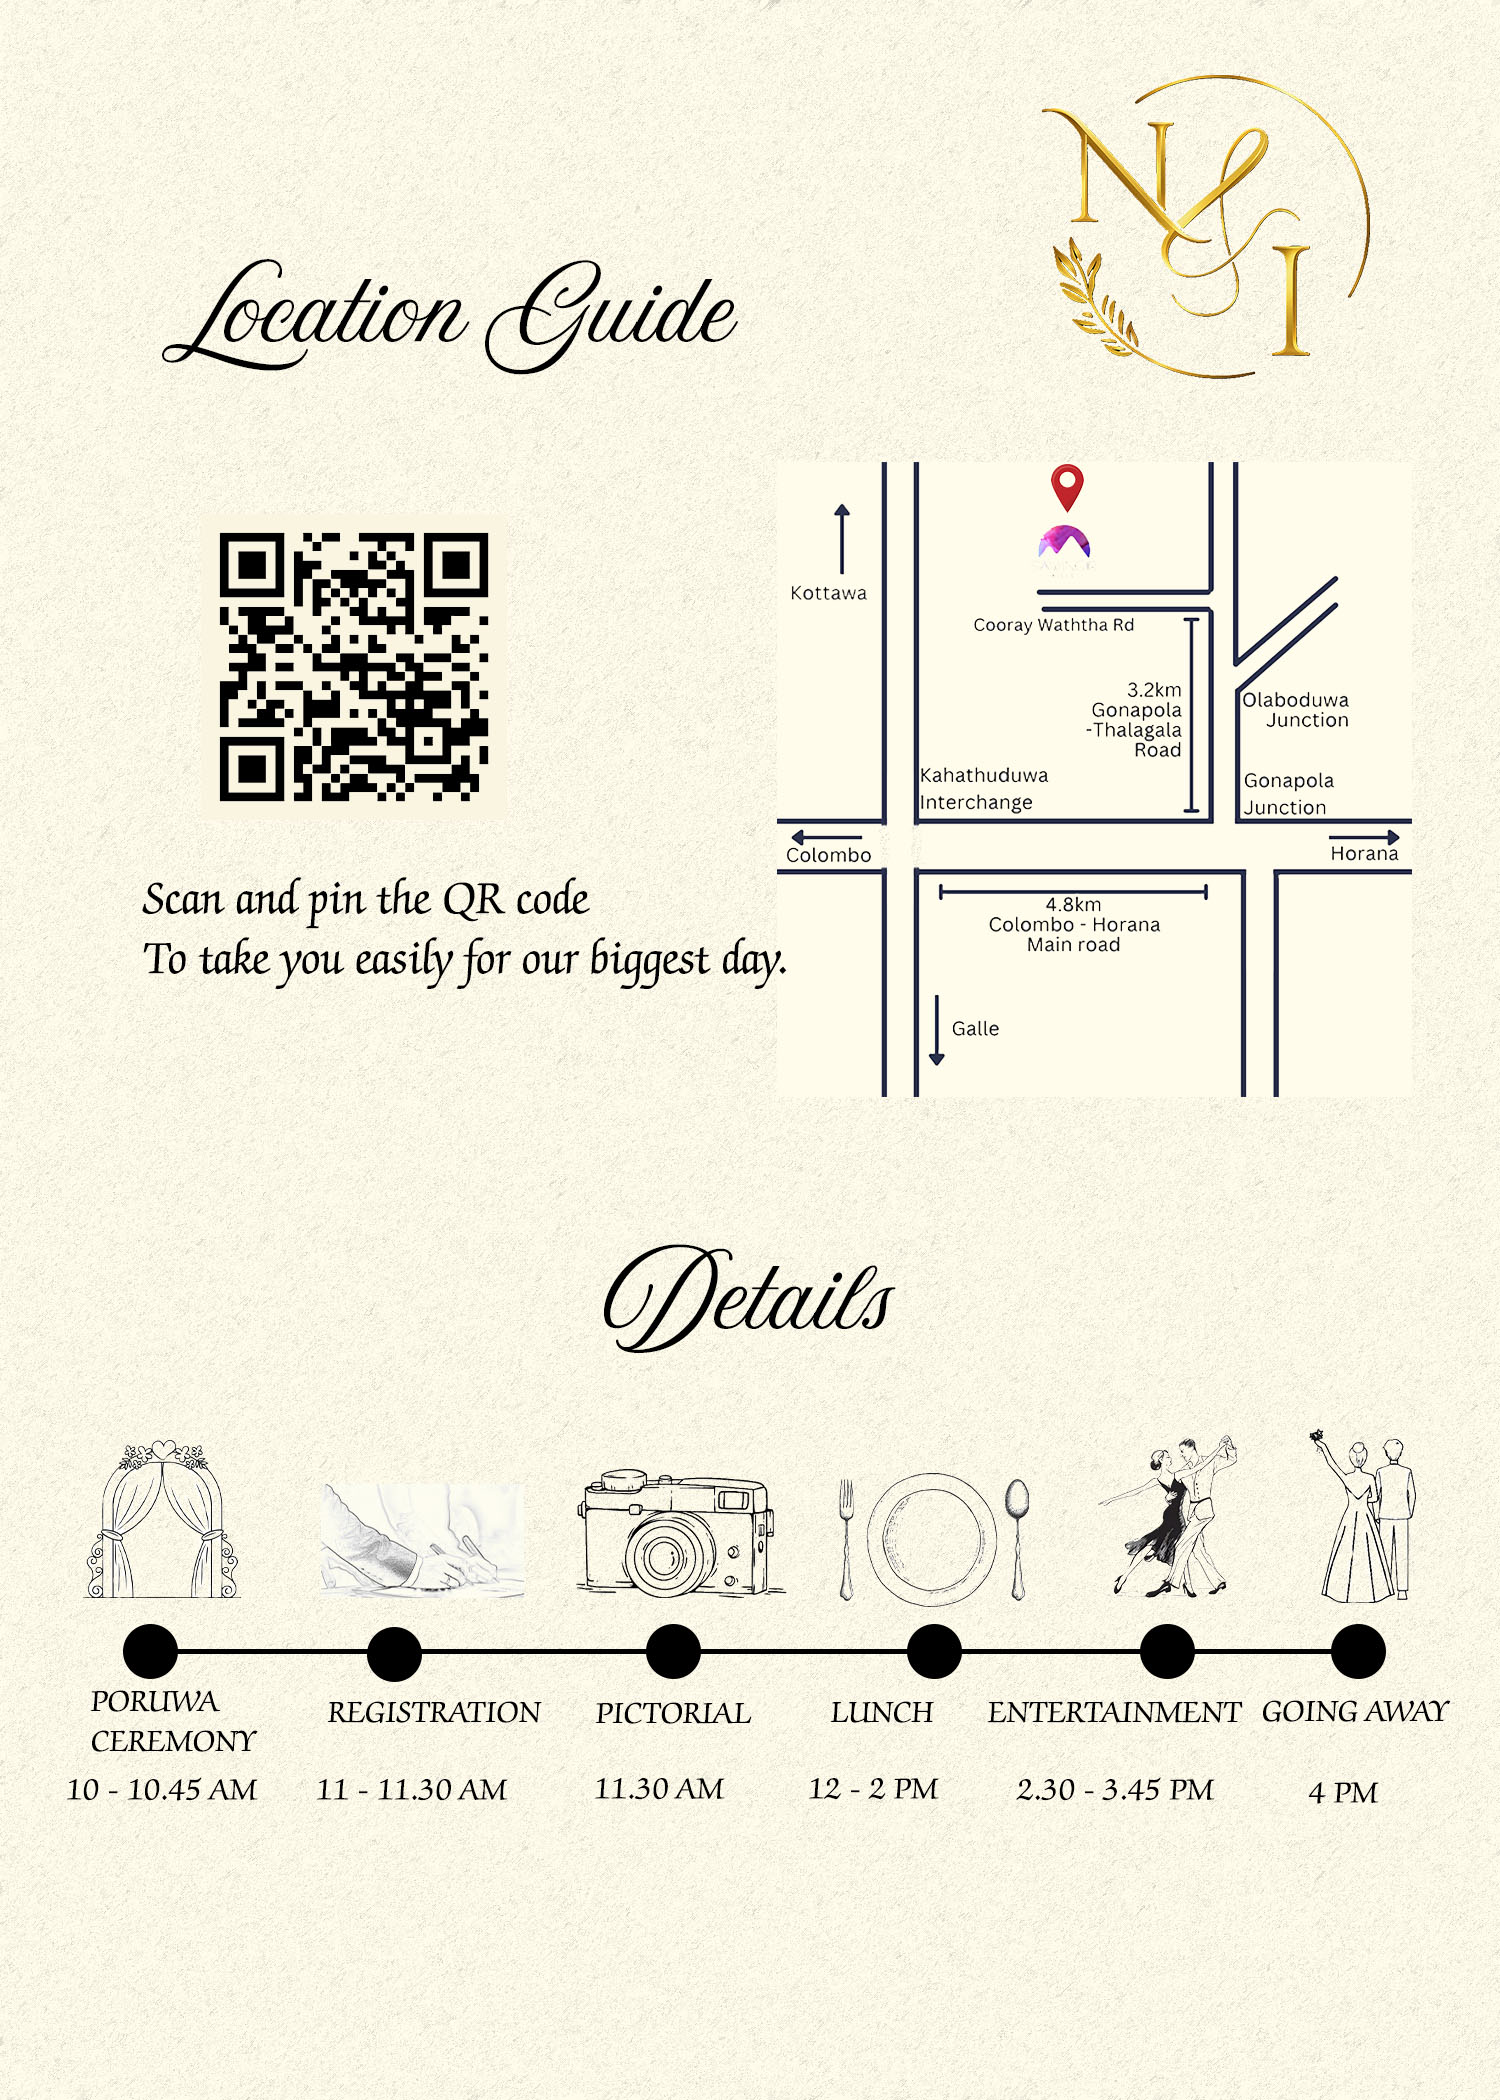 N & I
Location Guide
Kottawa
Cooray Waththa Rd
3.2km
Gonapola
-Thalagala
Road
Olaboduwa
Junction
Kahathuduwa
Interchange
Gonapola
Junction
Colombo
Horana
4.8km
Colombo - Horana
Main road
Galle
Scan and pin the QR code
To take you easily for our biggest day.
Details
PORUWA
CEREMONY
10 - 10.45 AM
REGISTRATION
11 - 11.30 AM
PICTORIAL
11.30 AM
LUNCH
12 - 2 PM
ENTERTAINMENT
2.30 - 3.45 PM
GOING AWAY
4 PM